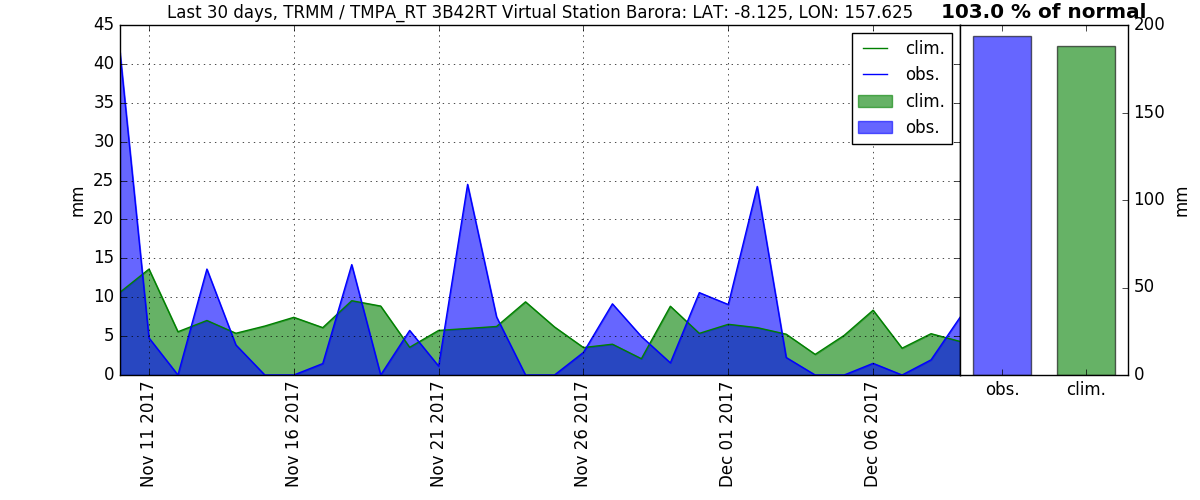 Last 30 days, TRMM / TMPA_RT 3B42RT Virtual Station Barora: LAT: -8.125, LON: 157.625
103.0 % of normal
45
40
35
30
25
20
15
10
5
0
mm
clim.
obs.
clim.
obs.
Nov 11 2017
Nov 16 2017
Nov 21 2017
Nov 26 2017
Dec 01 2017
Dec 06 2017
200
150
100
50
0
mm
obs.
clim.